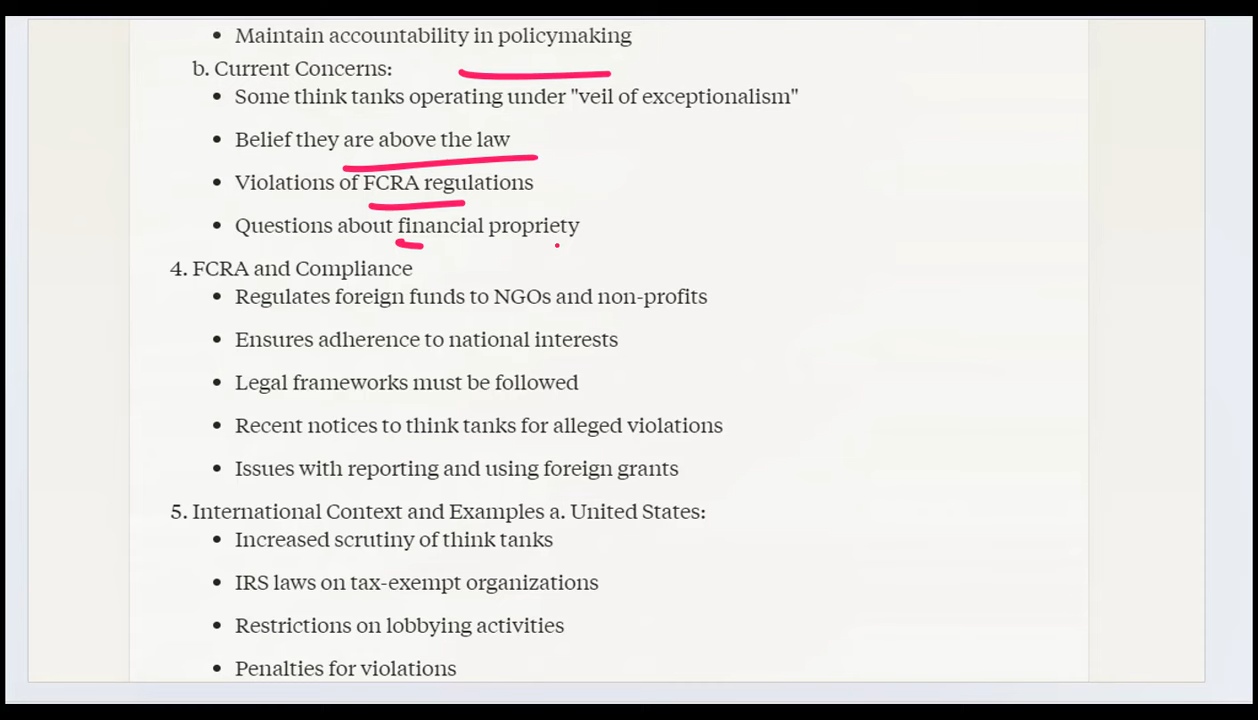 • Maintain accountability in policymaking
b. Current Concerns:
• Some think tanks operating under "veil of exceptionalism"
• Belief they are above the law
• Violations of FCRA regulations
• Questions about financial propriety
4. FCRA and Compliance
• Regulates foreign funds to NGOs and non-profits
• Ensures adherence to national interests
• Legal frameworks must be followed
• Recent notices to think tanks for alleged violations
• Issues with reporting and using foreign grants
5. International Context and Examples a. United States:
• Increased scrutiny of think tanks
• IRS laws on tax-exempt organizations
• Restrictions on lobbying activities
• Penalties for violations